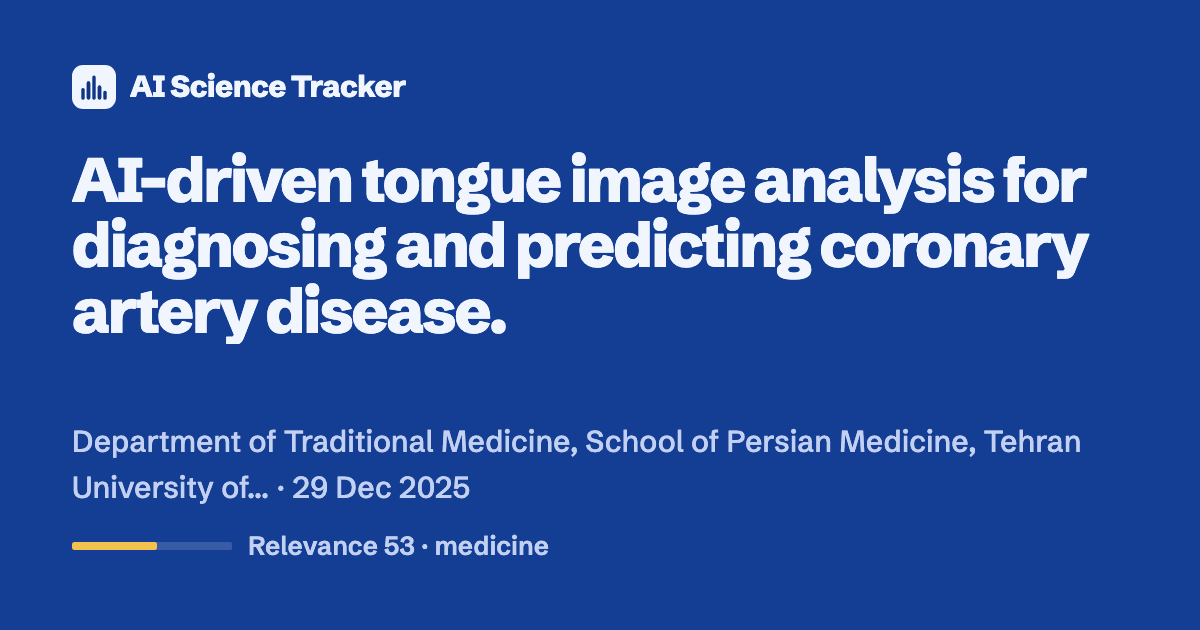 AI Science Tracker
AI-driven tongue image analysis for
diagnosing and predicting coronary
artery disease.
Department of Traditional Medicine, School of Persian Medicine, Tehran
University of... · 29 Dec 2025
Relevance 53 · medicine